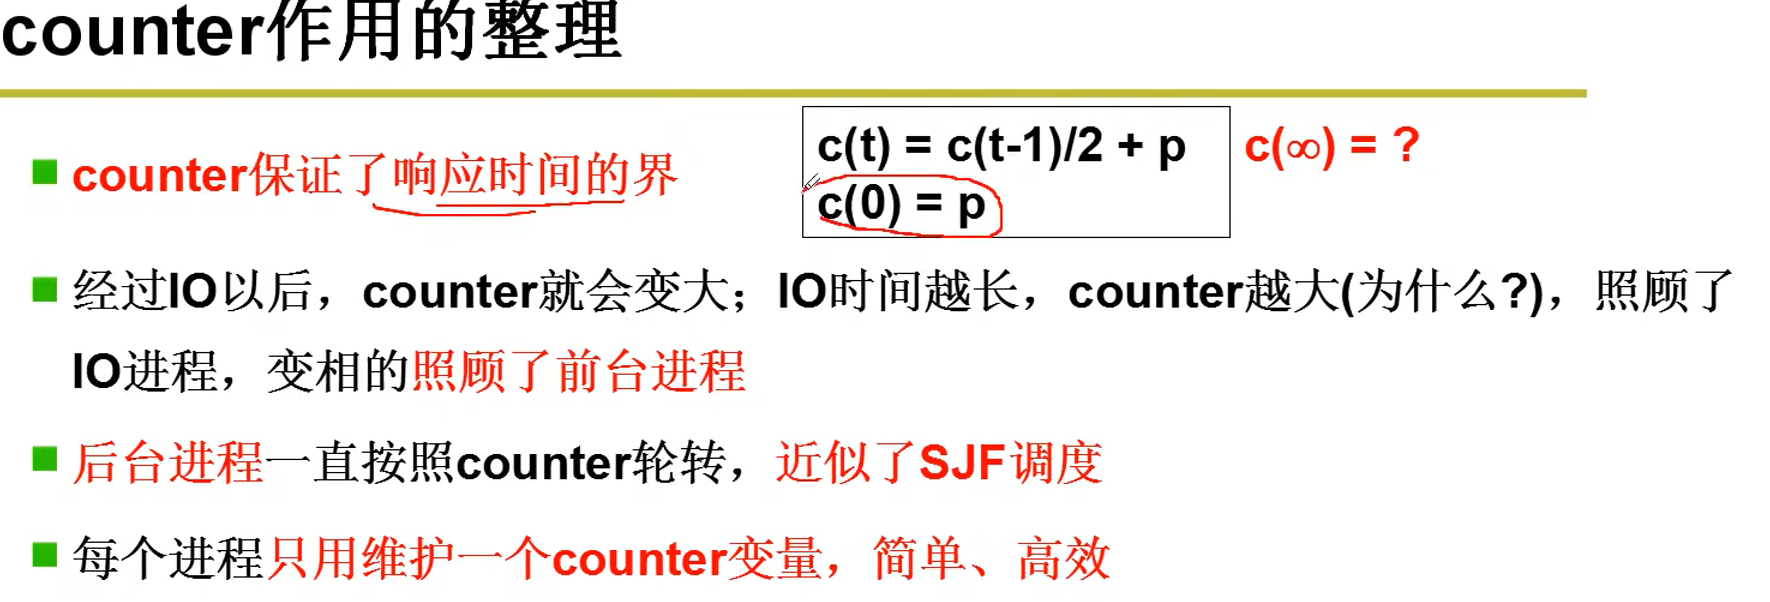 counter作用的整理
counter保证了响应时间的界
c(t) = c(t-1)/2 + p
c(0) = p
c(∞) = ?
经过IO以后，counter就会变大；IO时间越长，counter越大(为什么?)，照顾了
IO进程，变相的照顾了前台进程
后台进程一直按照counter轮转，近似了SJF调度
每个进程只用维护一个counter变量，简单、高效